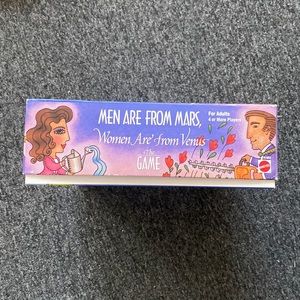 MEN ARE FROM MARS,
Women Are from Venus
The
GAME
For Adults
4 or More Players